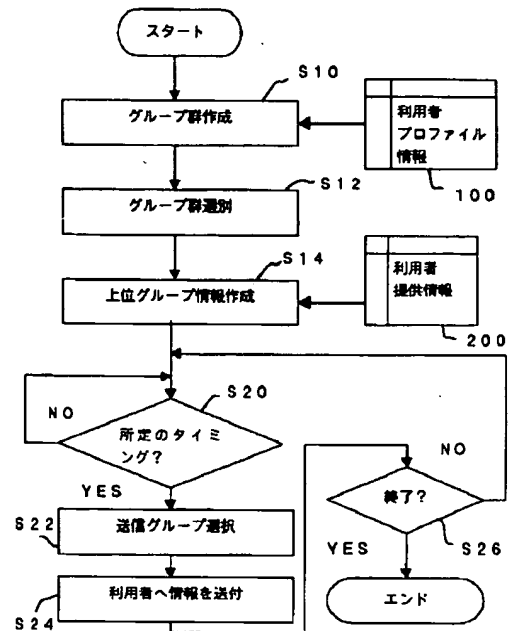 スタート
S10
グループ群作成
利用者
プロファイル
情報
100
S12
グループ群選別
S14
上位グループ情報作成
利用者
提供情報
200
S20
NO
所定のタイミ
ング?
YES
S22
送信グループ選択
S24
利用者へ情報を送付
NO
終了?
YES
S26
エンド